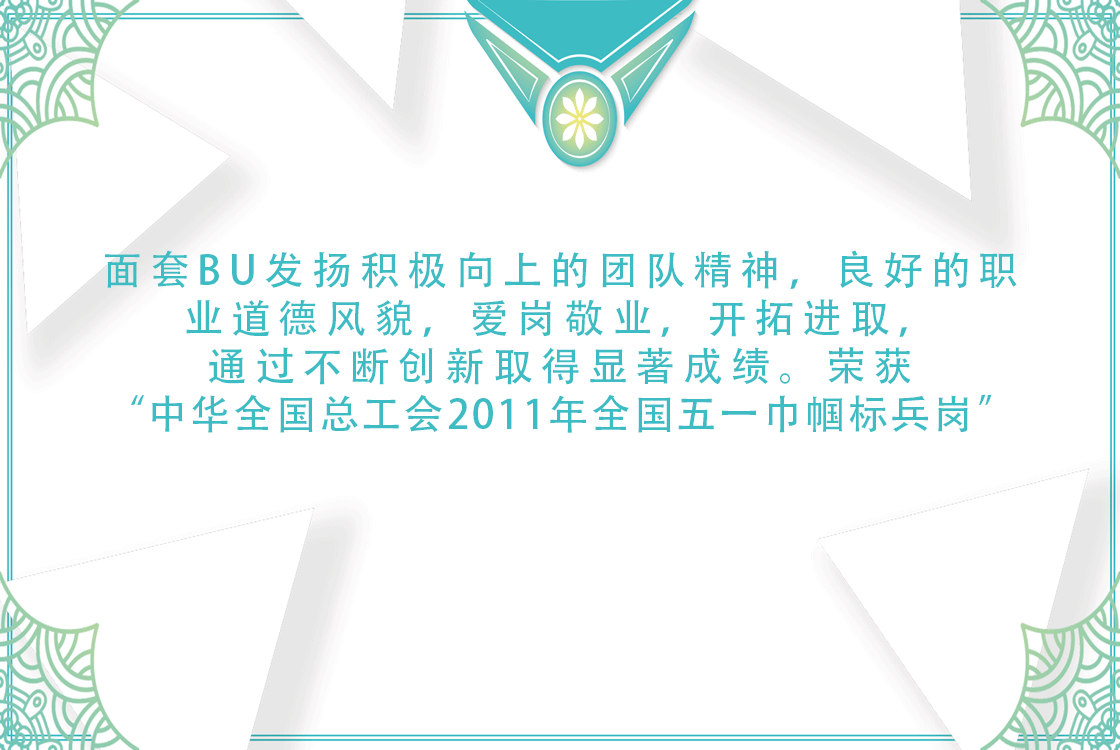 面套BU发扬积极向上的团队精神，良好的职
业道德风貌，爱岗敬业，开拓进取，
通过不断创新取得显著成绩。荣获
“中华全国总工会2011年全国五一巾帼标兵岗”